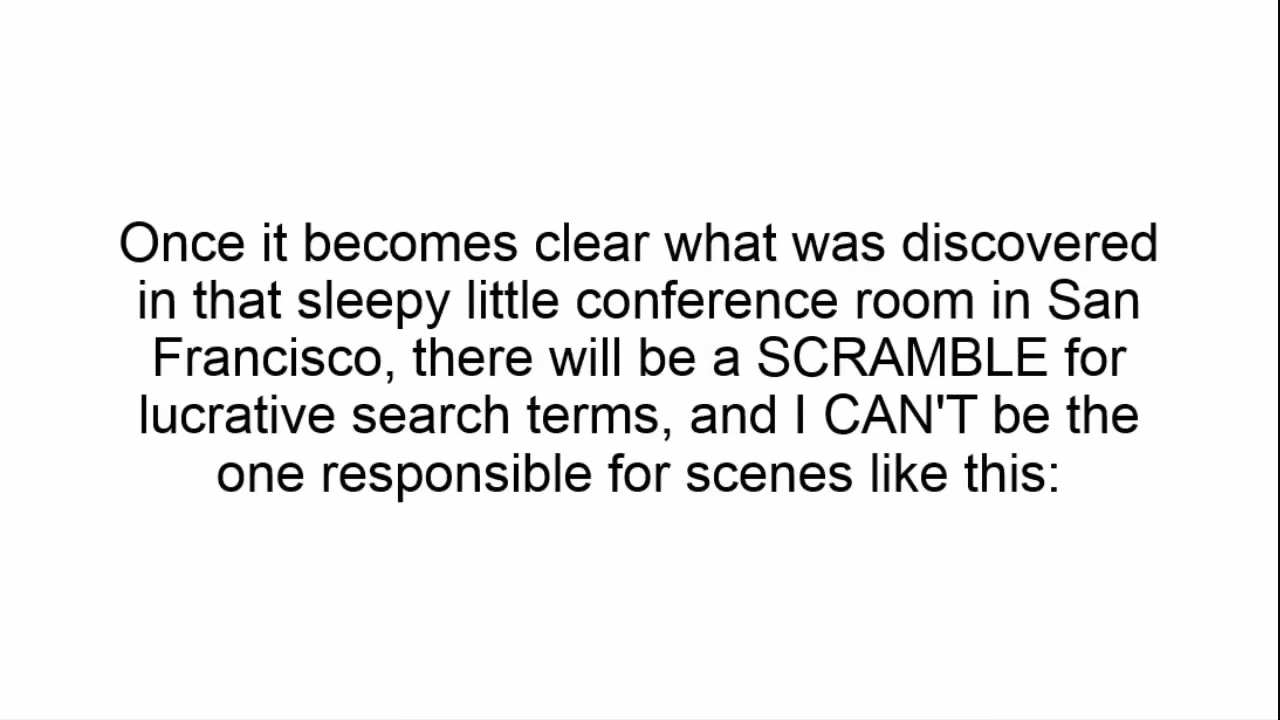 Once it becomes clear what was discovered
in that sleepy little conference room in San
Francisco, there will be a SCRAMBLE for
lucrative search terms, and I CAN'T be the
one responsible for scenes like this: